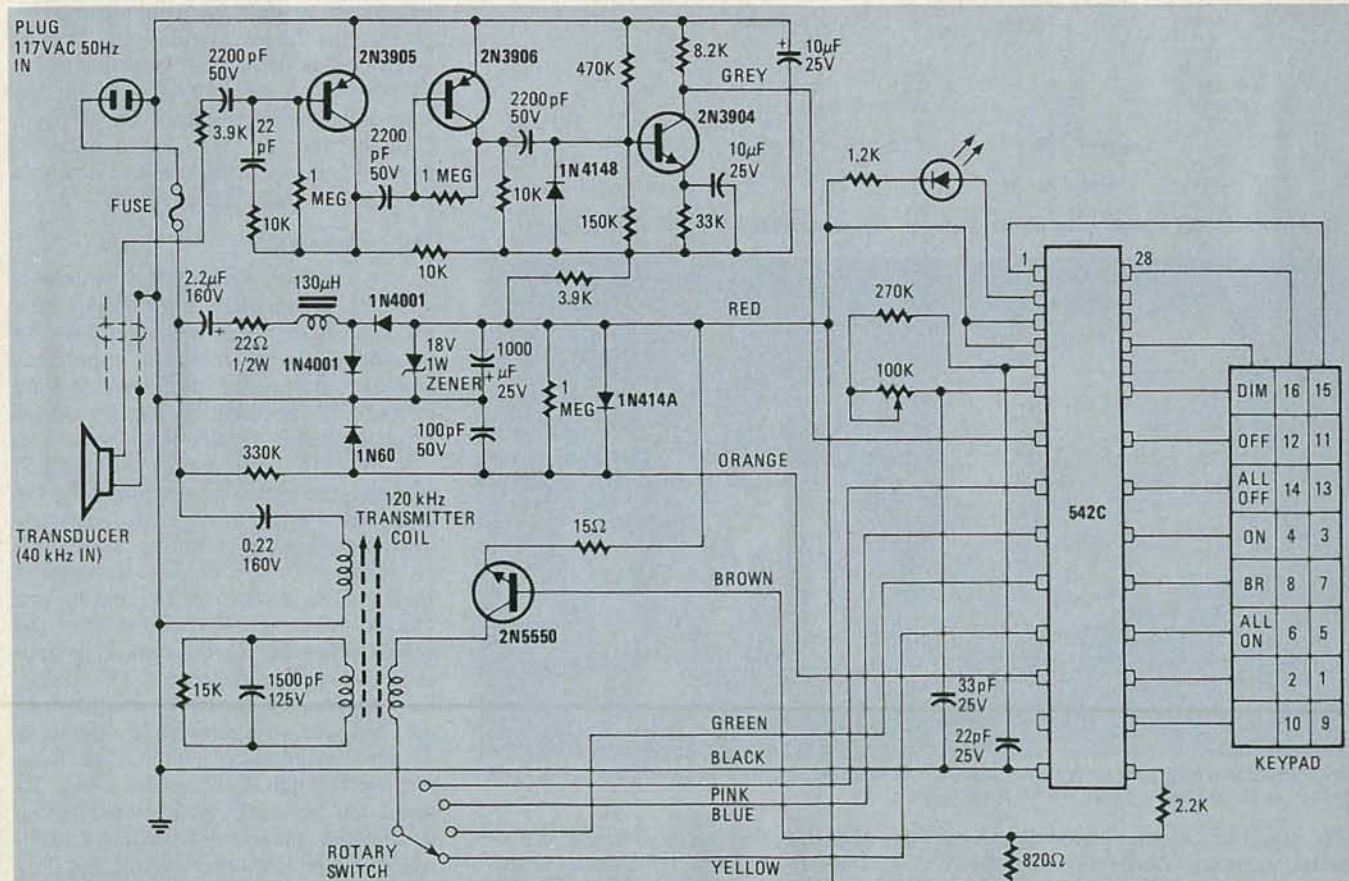 PLUG
117VAC 50Hz
IN
2200pF
50V
2N3905
2N3906
470K
8.2K
+
10µF
25V
GREY
3.9K
22
pF
2200pF
50V
2N3904
FUSE
1
MEG
2200
pF
50V
1 MEG
10K
1N4148
10µF
25V
1.2K
10K
150K
33K
10K
2.2µF
160V
130µH
1N4001
3.9K
1
28
RED
270K
+
22Ω
1/2W
1N4001
18V
1W
ZENER
1000
µF
+
25V
1
MEG
1N414A
100K
DIM 16 15
1N60
100pF
50V
OFF 12 11
330K
ORANGE
ALL
OFF 14 13
542C
TRANSDUCER
(40 kHz IN)
0.22
160V
120 kHz
TRANSMITTER
COIL
15Ω
ON 4 3
BROWN
BR 8 7
2N5550
ALL
ON 6 5
15K
1500pF
125V
2 1
33pF
25V
10 9
GREEN
22pF
25V
KEYPAD
BLACK
PINK
BLUE
2.2K
ROTARY
SWITCH
YELLOW
820Ω